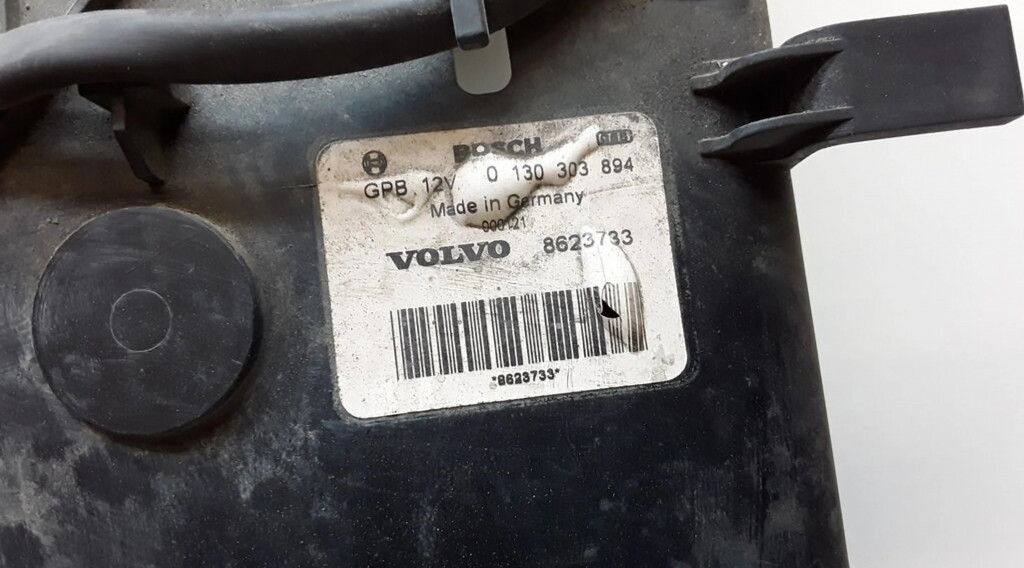 BOSCH
GPB 12V 0 130 303 894
Made in Germany
000121
VOLVO 8623733
*8623733*